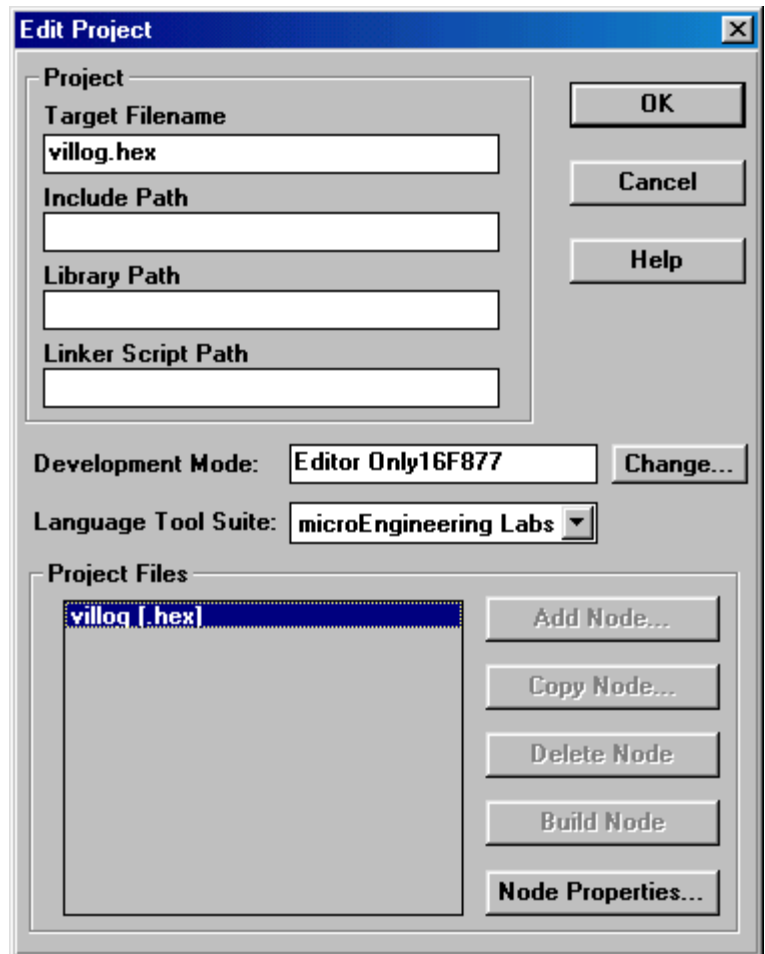 Edit Project
Project
Target Filename
villog.hex
Include Path
Library Path
Linker Script Path
OK
Cancel
Help
Development Mode:
Editor Only16F877
Change...
Language Tool Suite:
microEngineering Labs
Project Files
villog [.hex]
Add Node...
Copy Node...
Delete Node
Build Node
Node Properties...